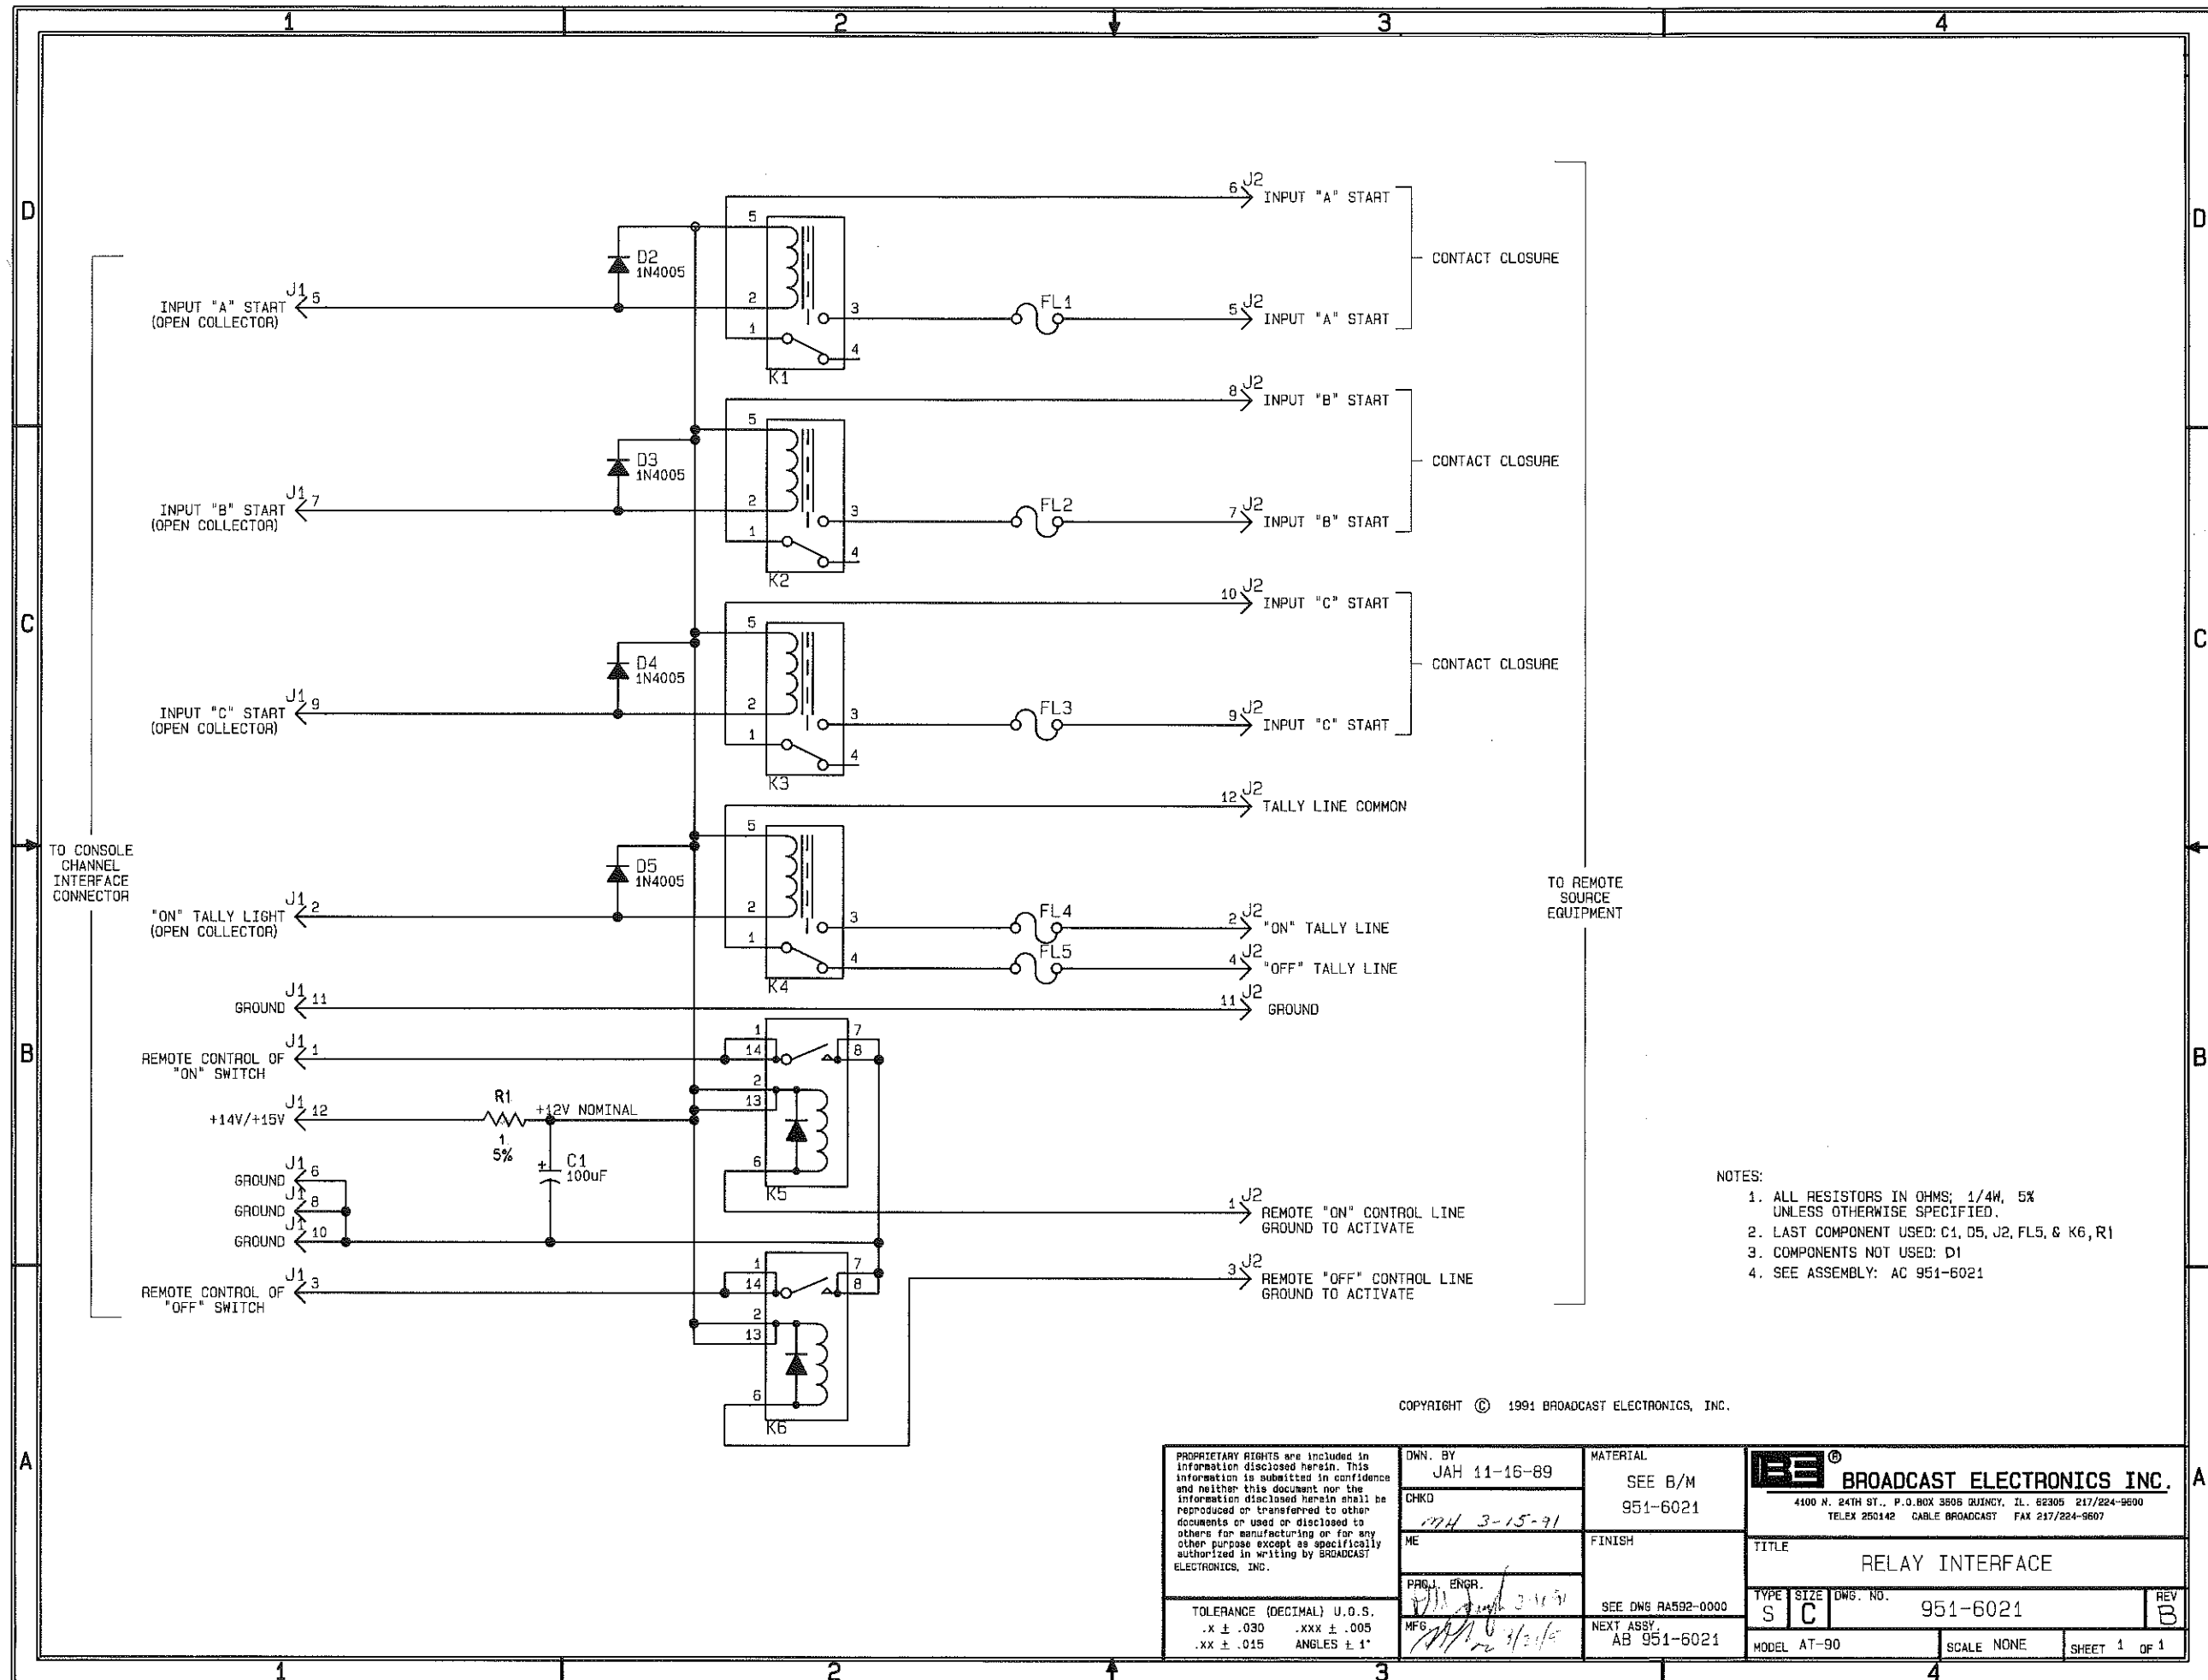 1 2 3 4
D D
J2
6 INPUT "A" START
5
D2
1N4005
CONTACT CLOSURE
J1
5
INPUT "A" START
(OPEN COLLECTOR)
2
3
FL1
J2
5 INPUT "A" START
1
4
K1
J2
8 INPUT "B" START
5
D3
1N4005
CONTACT CLOSURE
J1
7
INPUT "B" START
(OPEN COLLECTOR)
2
3
FL2
J2
7 INPUT "B" START
1
4
K2
J2
10 INPUT "C" START
C C
5
D4
1N4005
CONTACT CLOSURE
J1
9
INPUT "C" START
(OPEN COLLECTOR)
2
3
FL3
J2
9 INPUT "C" START
1
4
K3
J2
12 TALLY LINE COMMON
5
TO CONSOLE
CHANNEL
INTERFACE
CONNECTOR
D5
1N4005
TO REMOTE
SOURCE
EQUIPMENT
J1
2
"ON" TALLY LIGHT
(OPEN COLLECTOR)
2
3
FL4
J2
2 "ON" TALLY LINE
1
4
FL5
J2
4 "OFF" TALLY LINE
K4
J1
GROUND 11
J2
11 GROUND
B B
J1
1
REMOTE CONTROL OF
"ON" SWITCH
1
14
7
8
2
13
J1
+14V/+15V 12
R1
1
5%
+12V NOMINAL
+ C1
100uF
6
K5
J1
GROUND 6
J1
GROUND 8
J1
GROUND 10
J2
1 REMOTE "ON" CONTROL LINE
GROUND TO ACTIVATE
J1
3
REMOTE CONTROL OF
"OFF" SWITCH
1
14
7
8
2
13
6
K6
J2
3 REMOTE "OFF" CONTROL LINE
GROUND TO ACTIVATE
NOTES:
1. ALL RESISTORS IN OHMS; 1/4W, 5%
UNLESS OTHERWISE SPECIFIED.
2. LAST COMPONENT USED: C1, D5, J2, FL5, & K6, R1
3. COMPONENTS NOT USED: D1
4. SEE ASSEMBLY: AC 951-6021
COPYRIGHT © 1991 BROADCAST ELECTRONICS, INC.
A A
PROPRIETARY RIGHTS are included in
information disclosed herein. This
information is submitted in confidence
and neither this document nor the
information disclosed herein shall be
reproduced or transferred to other
documents or used or disclosed to
others for manufacturing or for any
other purpose except as specifically
authorized in writing by BROADCAST
ELECTRONICS, INC.
TOLERANCE (DECIMAL) U.O.S.
.X ± .030 .XXX ± .005
.XX ± .015 ANGLES ± 1°
DWN. BY
JAH 11-16-89
CHKD
MH 3-15-91
ME
PROJ. ENGR.
MFG
MATERIAL
SEE B/M
951-6021
FINISH
SEE DWG RA592-0000
NEXT ASSY.
AB 951-6021
BE ®
BROADCAST ELECTRONICS INC.
4100 N. 24TH ST., P.O.BOX 3606 QUINCY, IL. 62305 217/224-9600
TELEX 250142 CABLE BROADCAST FAX 217/224-9607
TITLE
RELAY INTERFACE
TYPE S
SIZE C
DWG. NO. 951-6021
REV B
MODEL AT-90
SCALE NONE
SHEET 1 OF 1
1 2 3 4